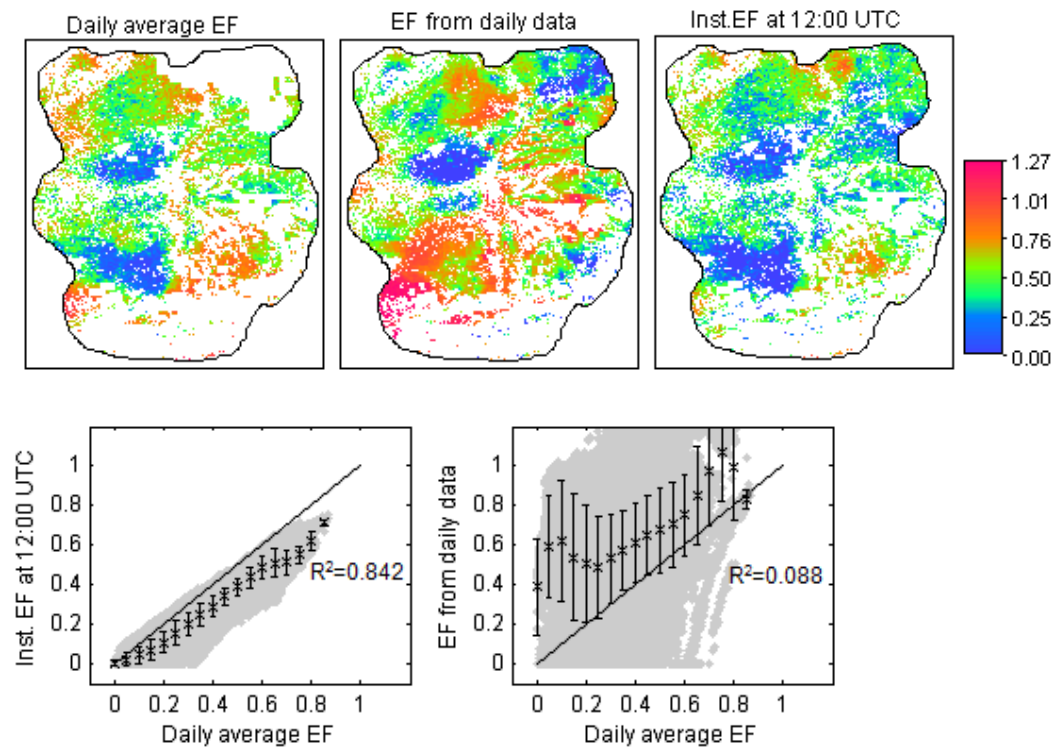 Daily average EF
EF from daily data
Inst.EF at 12:00 UTC
1.27
1.01
0.76
0.50
0.25
0.00
Inst. EF at 12:00 UTC
1
0.8
0.6
0.4
0.2
0
R²=0.842
0 0.2 0.4 0.6 0.8 1
Daily average EF
EF from daily data
1
0.8
0.6
0.4
0.2
0
R²=0.088
0 0.2 0.4 0.6 0.8 1
Daily average EF